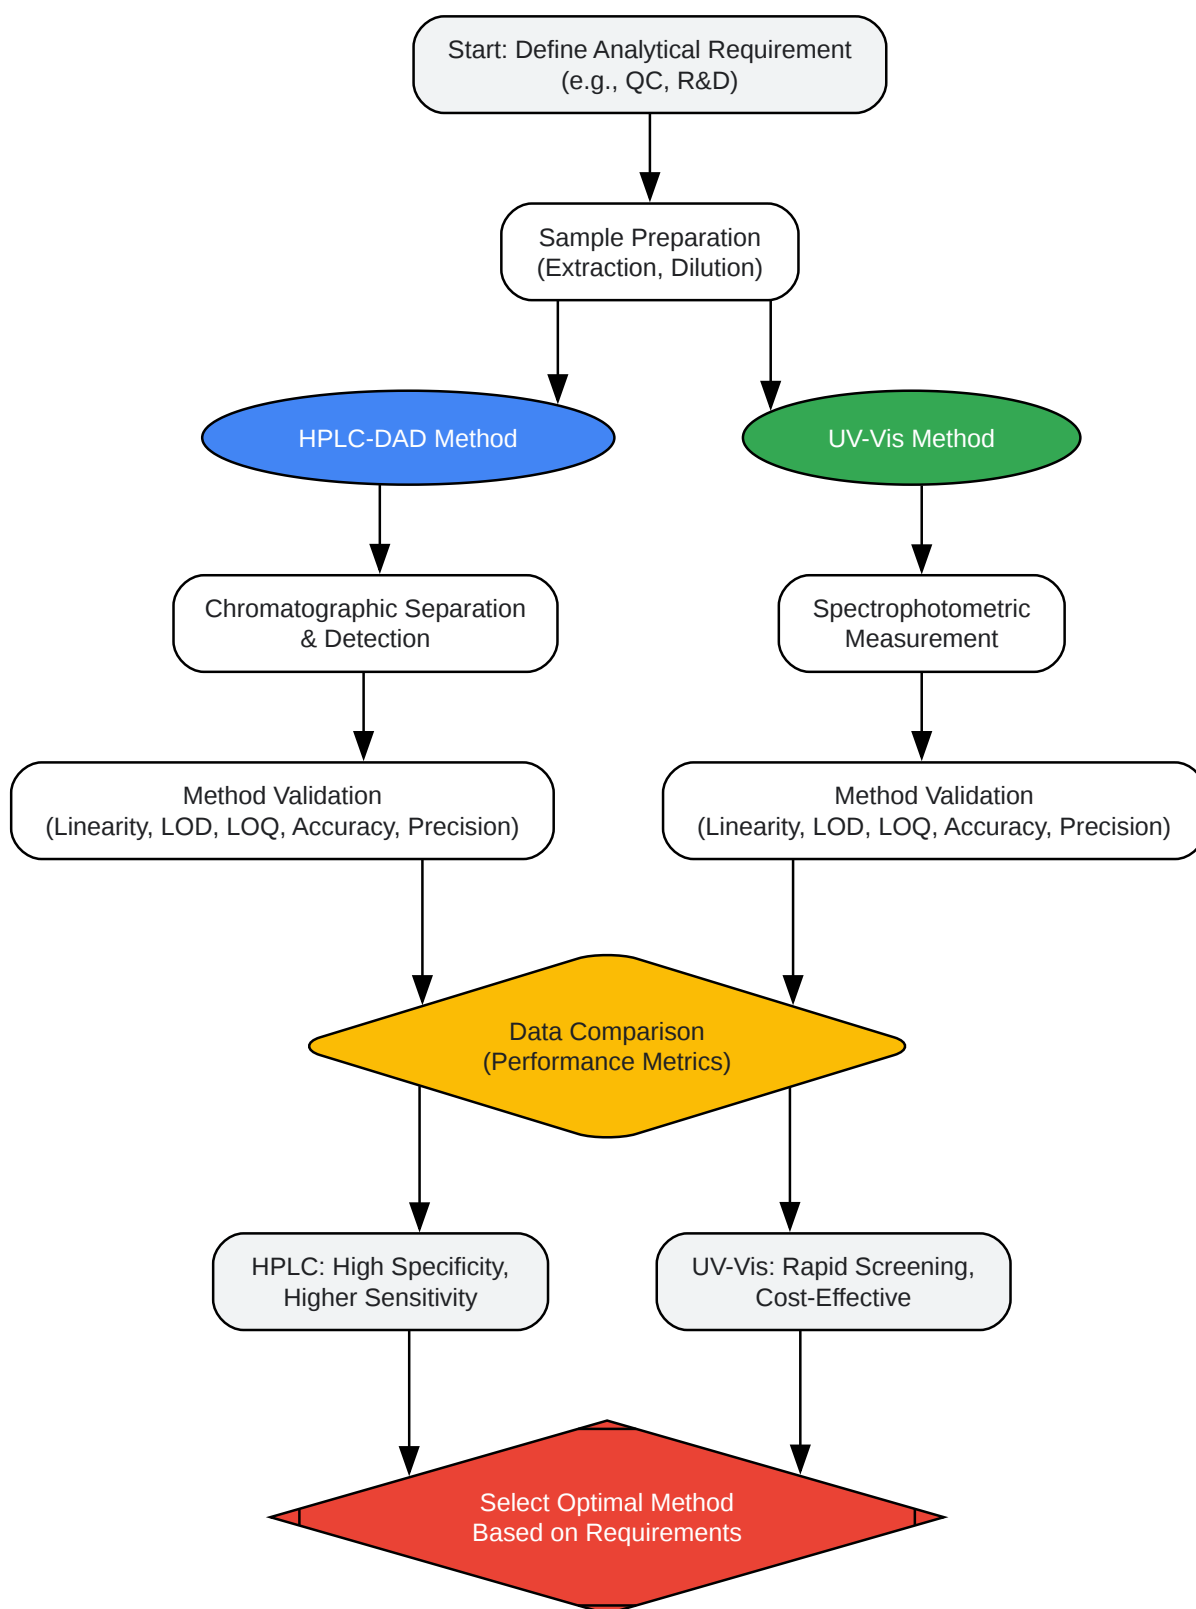 Start: Define Analytical Requirement
(e.g., QC, R&D)
Sample Preparation
(Extraction, Dilution)
HPLC-DAD Method
UV-Vis Method
Chromatographic Separation
& Detection
Spectrophotometric
Measurement
Method Validation
(Linearity, LOD, LOQ, Accuracy, Precision)
Method Validation
(Linearity, LOD, LOQ, Accuracy, Precision)
Data Comparison
(Performance Metrics)
HPLC: High Specificity,
Higher Sensitivity
UV-Vis: Rapid Screening,
Cost-Effective
Select Optimal Method
Based on Requirements